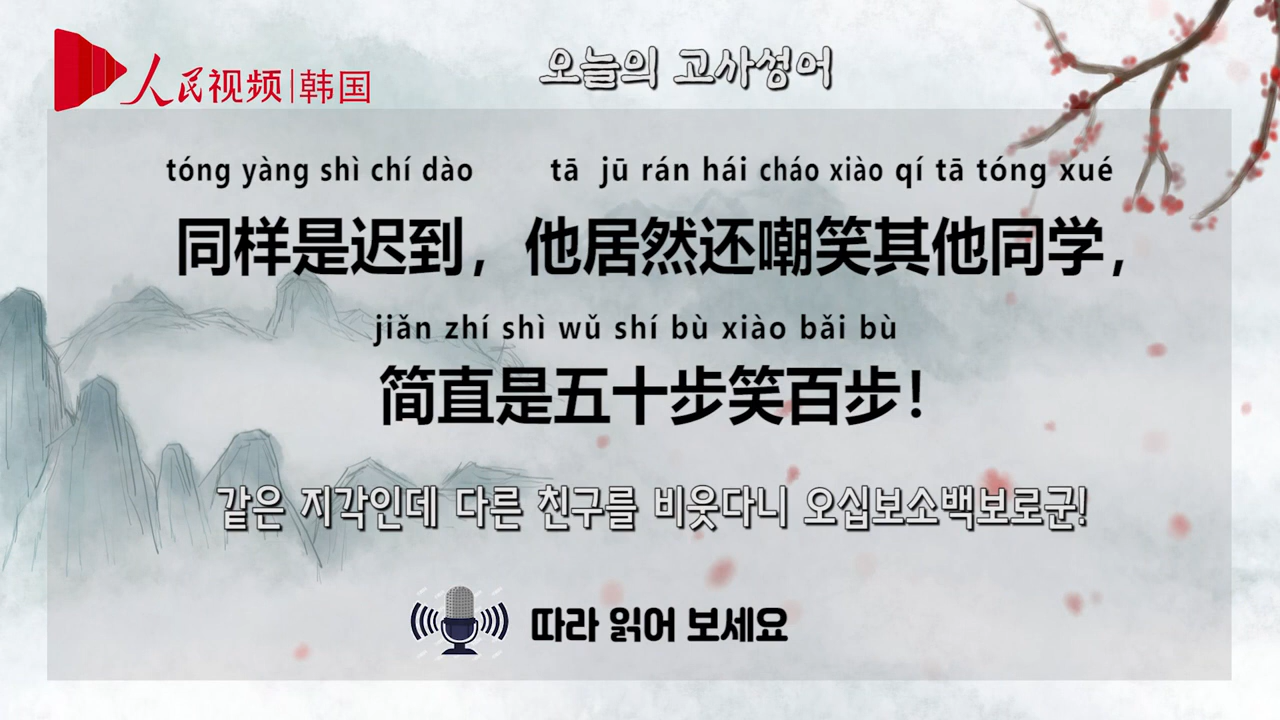 人民视频|韩国
오늘의 고사성어
tóng yàng shì chí dào tā jū rán hái cháo xiào qí tā tóng xué
同样是迟到，他居然还嘲笑其他同学，
jiǎn zhí shì wǔ shí bù xiào bǎi bù
简直是五十步笑百步！
같은 지각인데 다른 친구를 비웃다니 오십보소백보로군!
따라 읽어 보세요